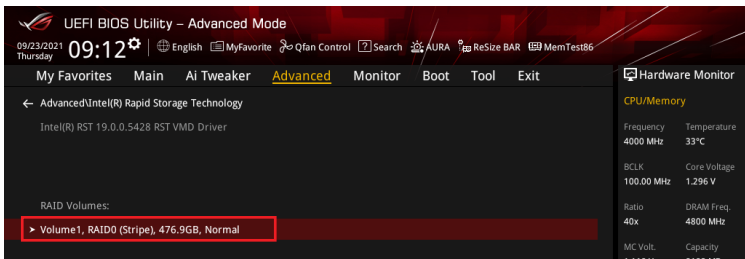 UEFI BIOS Utility – Advanced Mode
09/23/2021 Thursday 09:12 English MyFavorite Qfan Control ? Search AURA ReSize BAR MemTest86
My Favorites Main Ai Tweaker Advanced Monitor Boot Tool Exit
Hardware Monitor
← Advanced\Intel(R) Rapid Storage Technology
Intel(R) RST 19.0.0.5428 RST VMD Driver
RAID Volumes:
➤ Volume1, RAID0 (Stripe), 476.9GB, Normal
CPU/Memory
Frequency Temperature
4000 MHz 33°C
BCLK Core Voltage
100.00 MHz 1.296 V
Ratio DRAM Freq.
40x 4800 MHz
MC Volt. Capacity